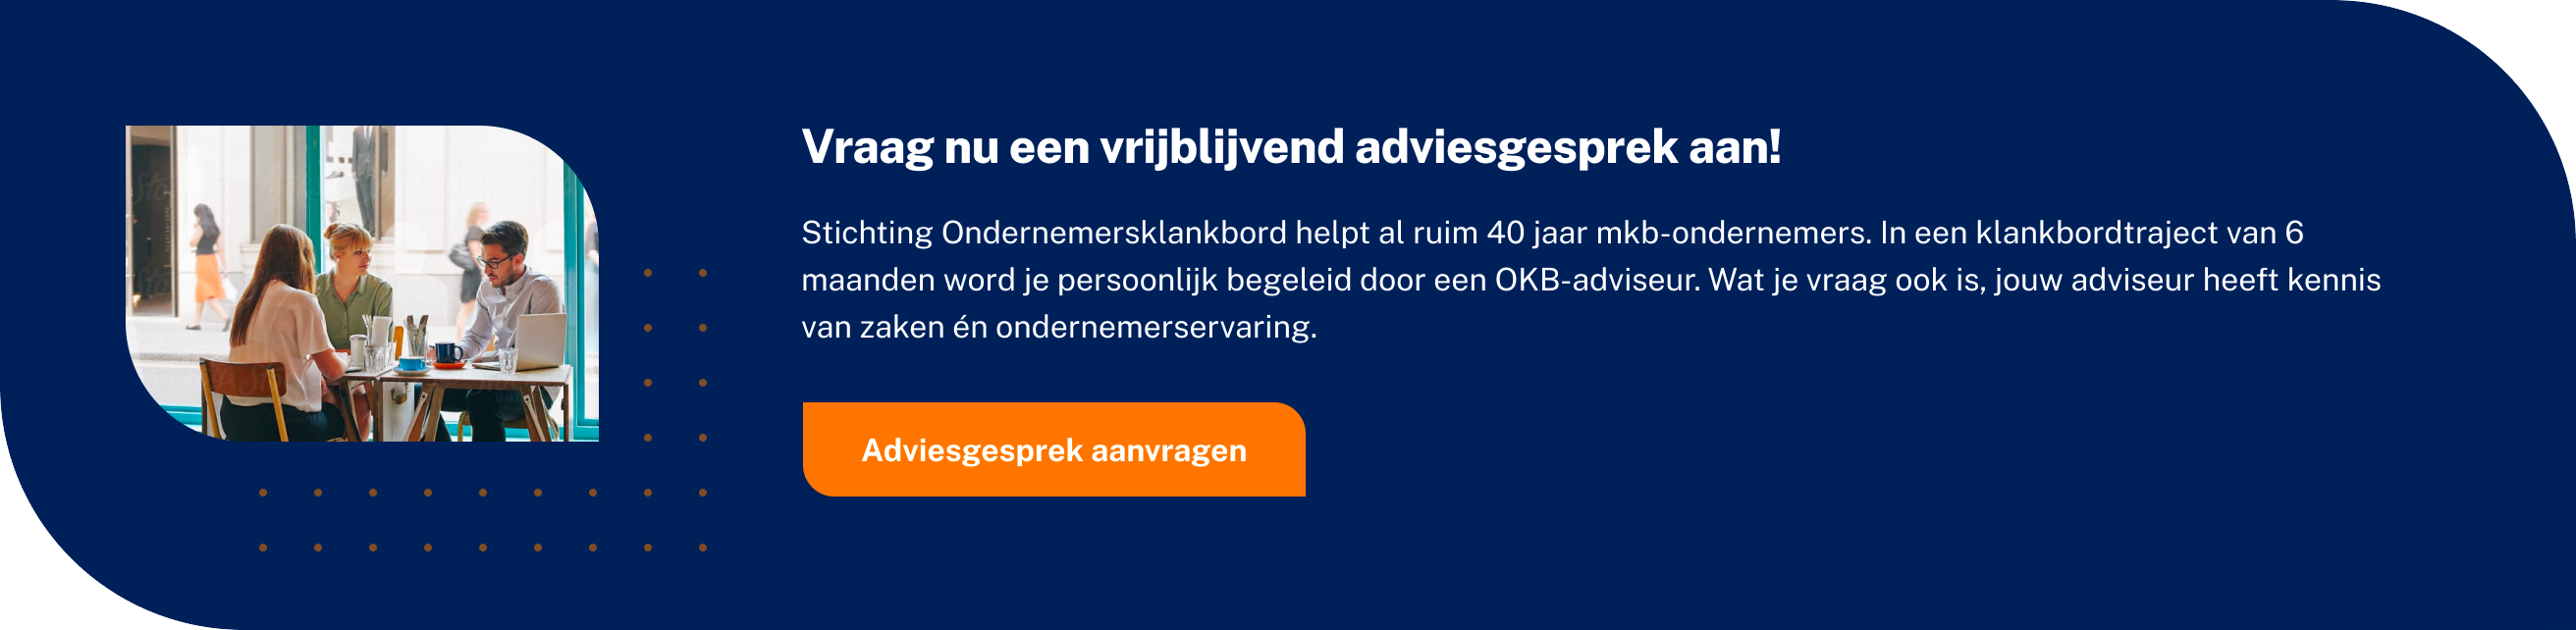 Vraag nu een vrijblijvend adviesgesprek aan!
Stichting Ondernemersklankbord helpt al ruim 40 jaar mkb-ondernemers. In een klankbordtraject van 6
maanden word je persoonlijk begeleid door een OKB-adviseur. Wat je vraag ook is, jouw adviseur heeft kennis
van zaken én ondernemerservaring.
Adviesgesprek aanvragen